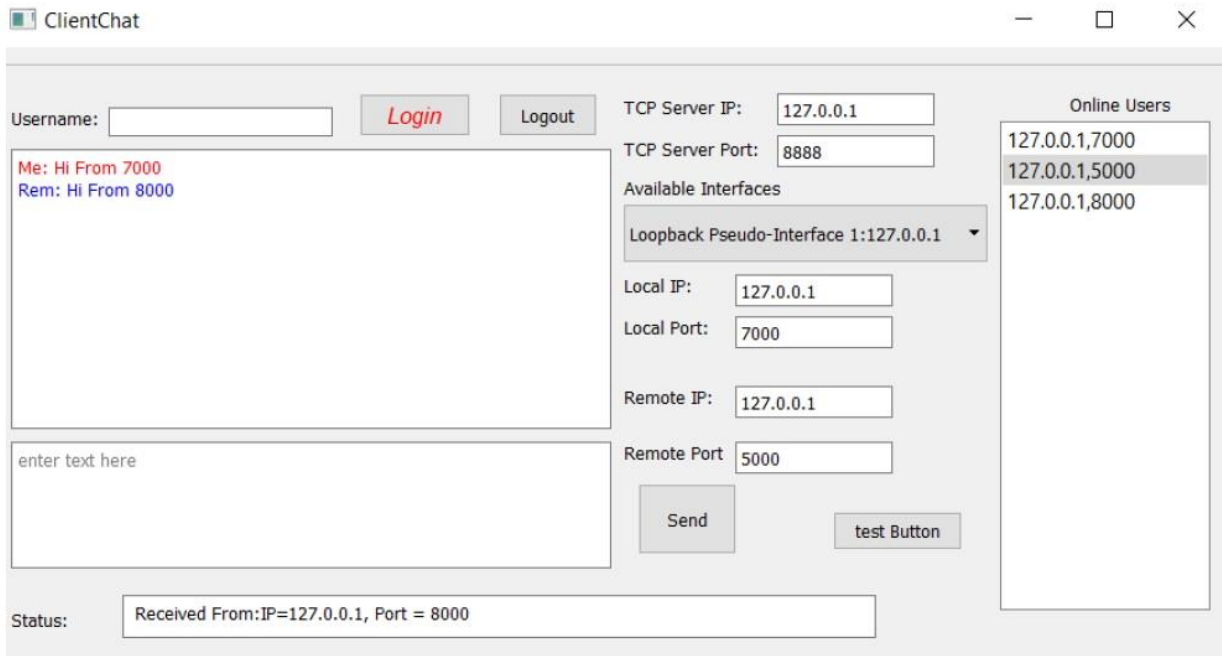 ClientChat
Username:
Login
Logout
Me: Hi From 7000
Rem: Hi From 8000
enter text here
Status:
Received From:IP=127.0.0.1, Port = 8000
TCP Server IP:
127.0.0.1
TCP Server Port:
8888
Available Interfaces
Loopback Pseudo-Interface 1:127.0.0.1
Local IP:
127.0.0.1
Local Port:
7000
Remote IP:
127.0.0.1
Remote Port
5000
Send
test Button
Online Users
127.0.0.1,7000
127.0.0.1,5000
127.0.0.1,8000